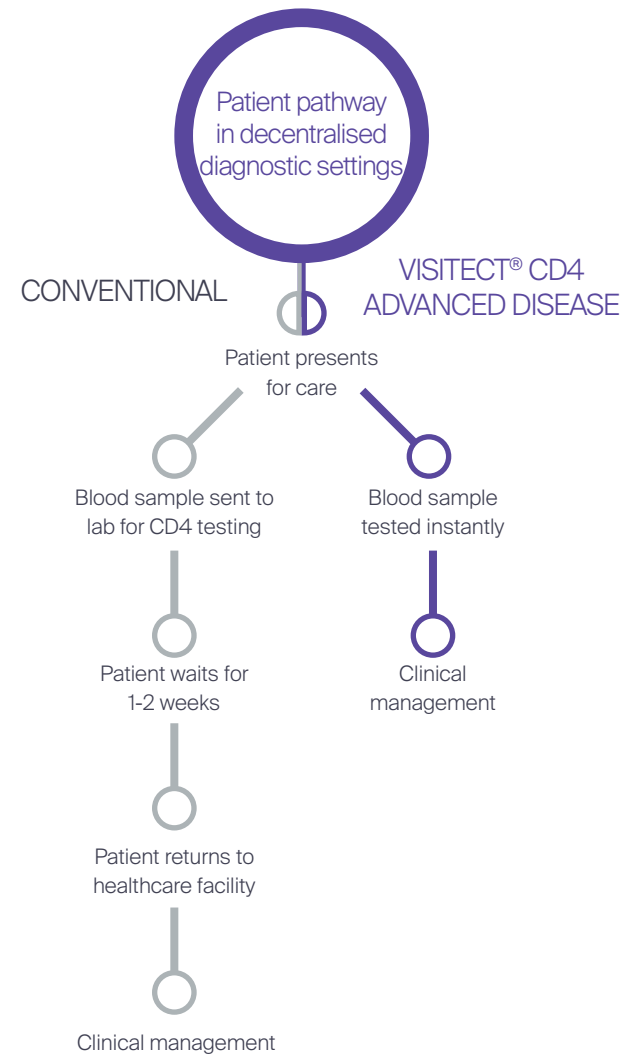 Patient pathway
in decentralised
diagnostic settings
CONVENTIONAL
VISITECT® CD4
ADVANCED DISEASE
Patient presents
for care
Blood sample sent to
lab for CD4 testing
Blood sample
tested instantly
Patient waits for
1-2 weeks
Clinical
management
Patient returns to
healthcare facility
Clinical management